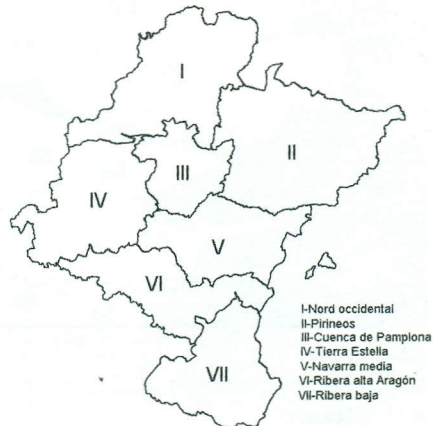 I
II
III
IV
V
VI
VII
I-Nord occidental
II-Pirineos
III-Cuenca de Pamplona
IV-Tierra Estella
V-Navarra media
VI-Ribera alta Aragón
VII-Ribera baja